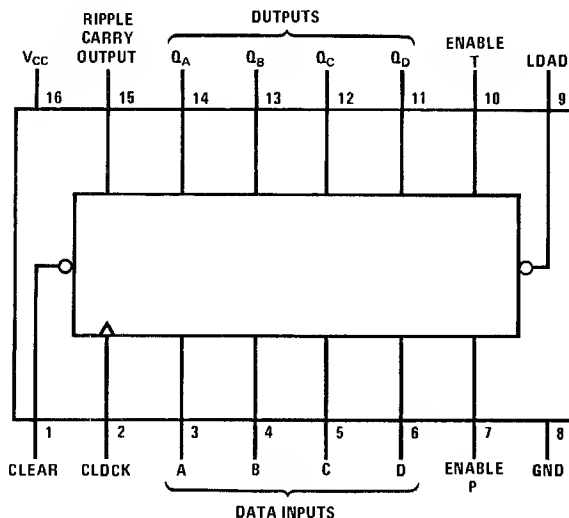 DUTPUTS
RIPPLE
CARRY
OUTPUT
ENABLE
T
VCC
QA
QB
QC
QD
LDAD
16
15
14
13
12
11
10
9
1
2
3
4
5
6
7
8
CLEAR
CLDCK
A
B
C
D
ENABLE
P
GND
DATA INPUTS